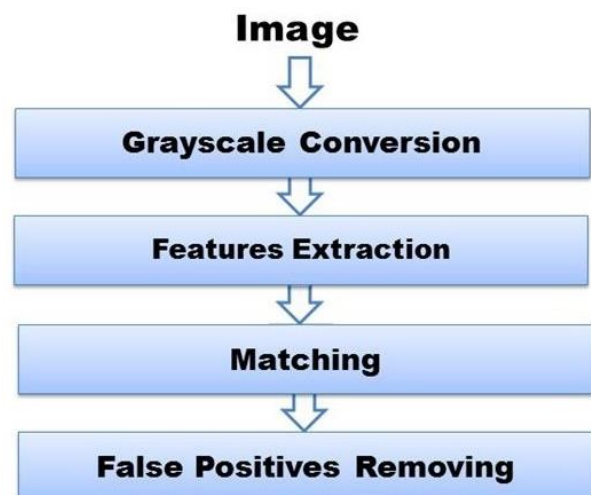 Image
Grayscale Conversion
Features Extraction
Matching
False Positives Removing